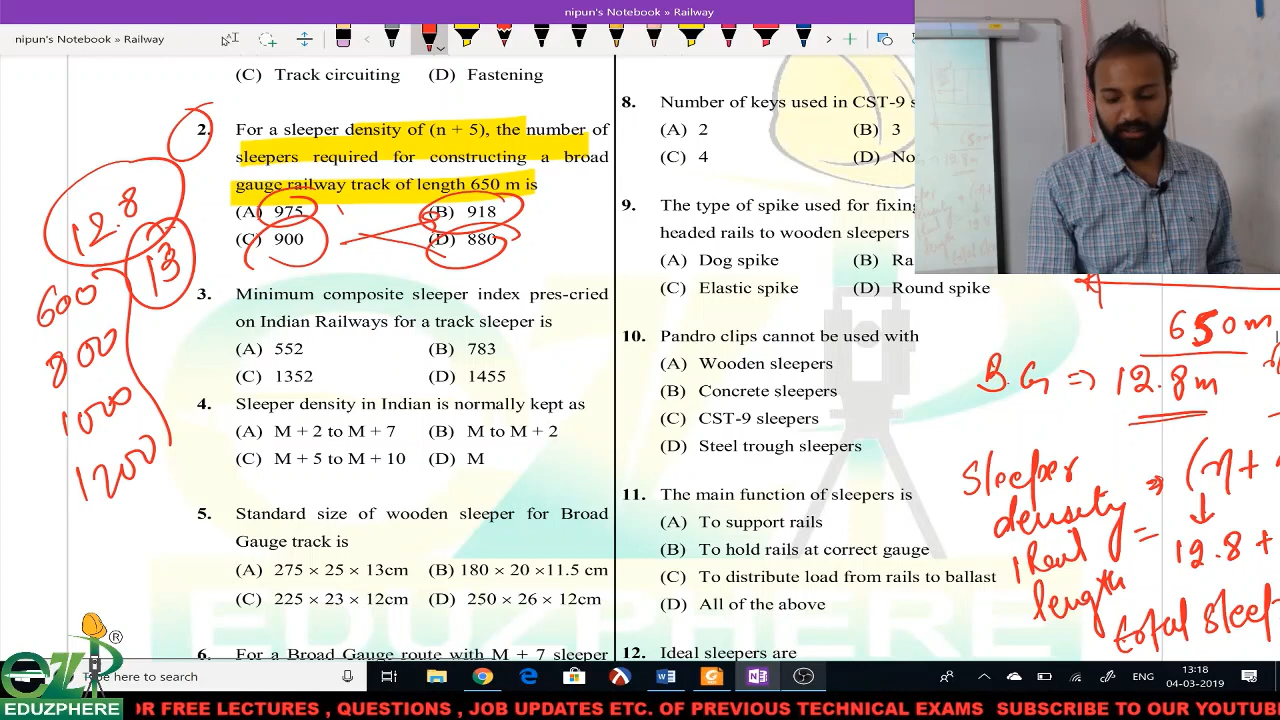 nipun's Notebook » Railway
nipun's Notebook » Railway
(C) Track circuiting (D) Fastening
2. For a sleeper density of (n + 5), the number of
sleepers required for constructing a broad
gauge railway track of length 650 m is
(A) 975 (B) 918
(C) 900 (D) 880
12.8
13
600
800
1000
1200
3. Minimum composite sleeper index pres-cried
on Indian Railways for a track sleeper is
(A) 552 (B) 783
(C) 1352 (D) 1455
4. Sleeper density in Indian is normally kept as
(A) M + 2 to M + 7 (B) M to M + 2
(C) M + 5 to M + 10 (D) M
5. Standard size of wooden sleeper for Broad
Gauge track is
(A) 275 × 25 × 13cm (B) 180 × 20 ×11.5 cm
(C) 225 × 23 × 12cm (D) 250 × 26 × 12cm
6. For a Broad Gauge route with M + 7 sleeper
8. Number of keys used in CST-9 s
(A) 2 (B) 3
(C) 4 (D) No
9. The type of spike used for fixing
headed rails to wooden sleepers
(A) Dog spike (B) Ra
(C) Elastic spike (D) Round spike
10. Pandro clips cannot be used with
(A) Wooden sleepers
(B) Concrete sleepers
(C) CST-9 sleepers
(D) Steel trough sleepers
11. The main function of sleepers is
(A) To support rails
(B) To hold rails at correct gauge
(C) To distribute load from rails to ballast
(D) All of the above
12. Ideal sleepers are
650m
B.G ⇒ 12.8m
Sleeper
density ⇒ (n +
1 Rail = 12.8 +
length
total sleep
EZ
®
EDUZPHERE
EDUZPHERE
here to search
ENG
13:18
04-03-2019
OR FREE LECTURES , QUESTIONS , JOB UPDATES ETC. OF PREVIOUS TECHNICAL EXAMS SUBSCRIBE TO OUR YOUTUB